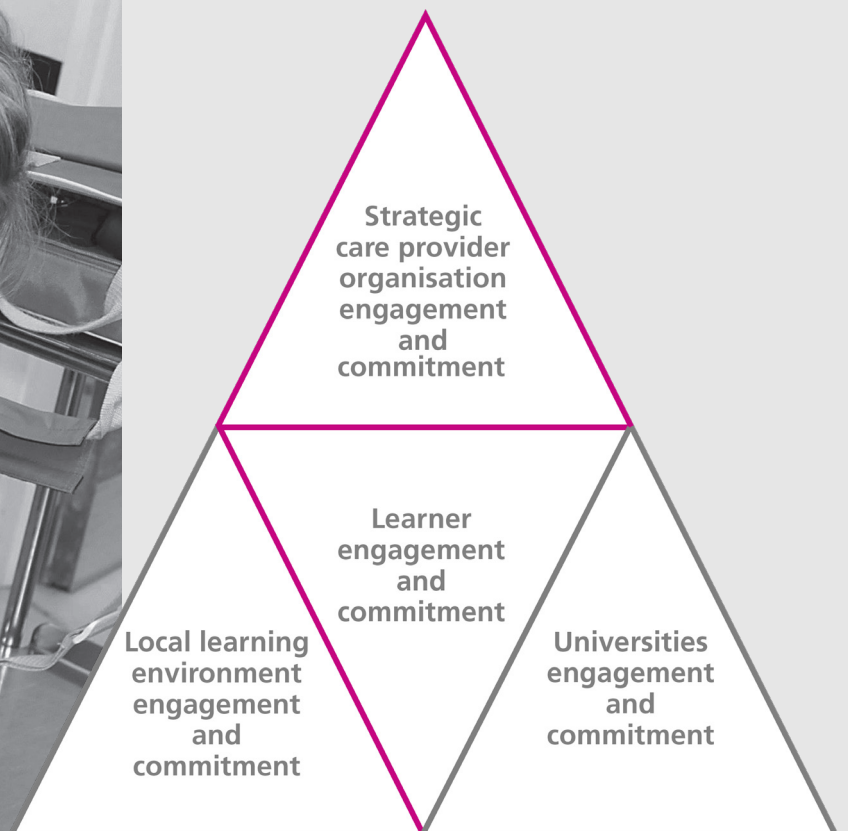 Strategic
care provider
organisation
engagement
and
commitment
Learner
engagement
and
commitment
Local learning
environment
engagement
and
commitment
Universities
engagement
and
commitment